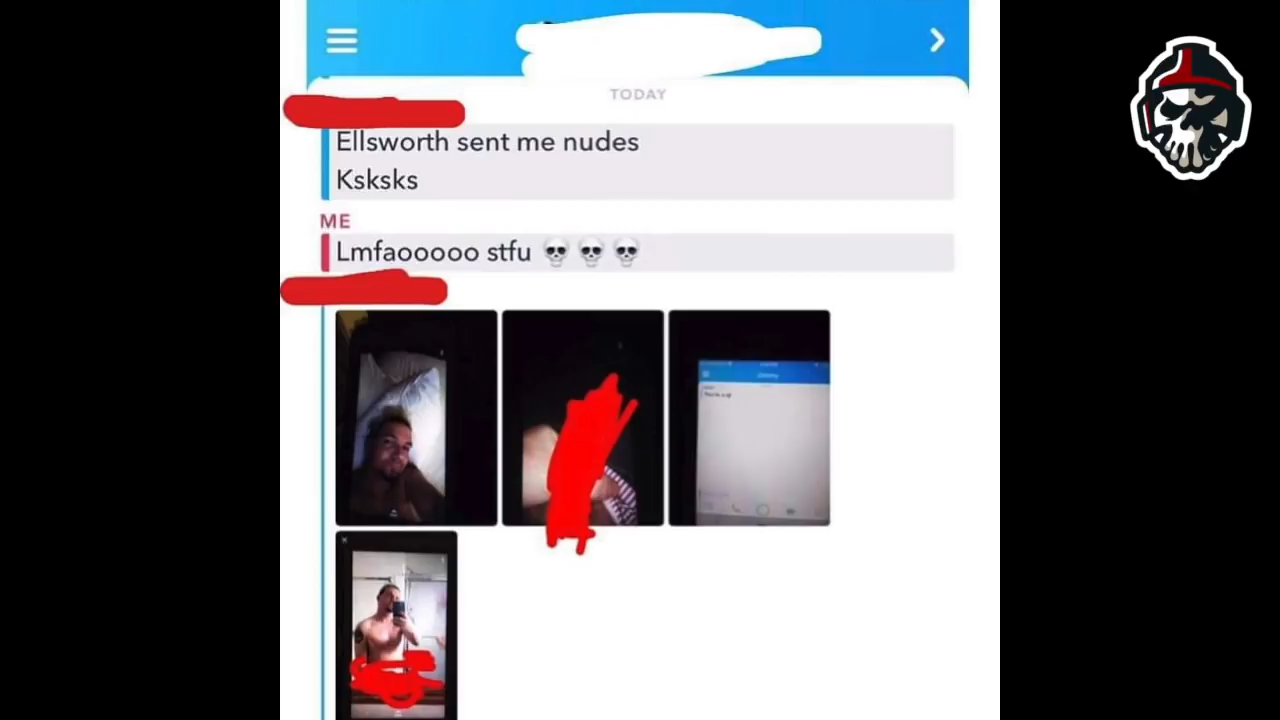 TODAY
Ellsworth sent me nudes
Ksksks
ME
Lmfaooooo stfu 💀💀💀